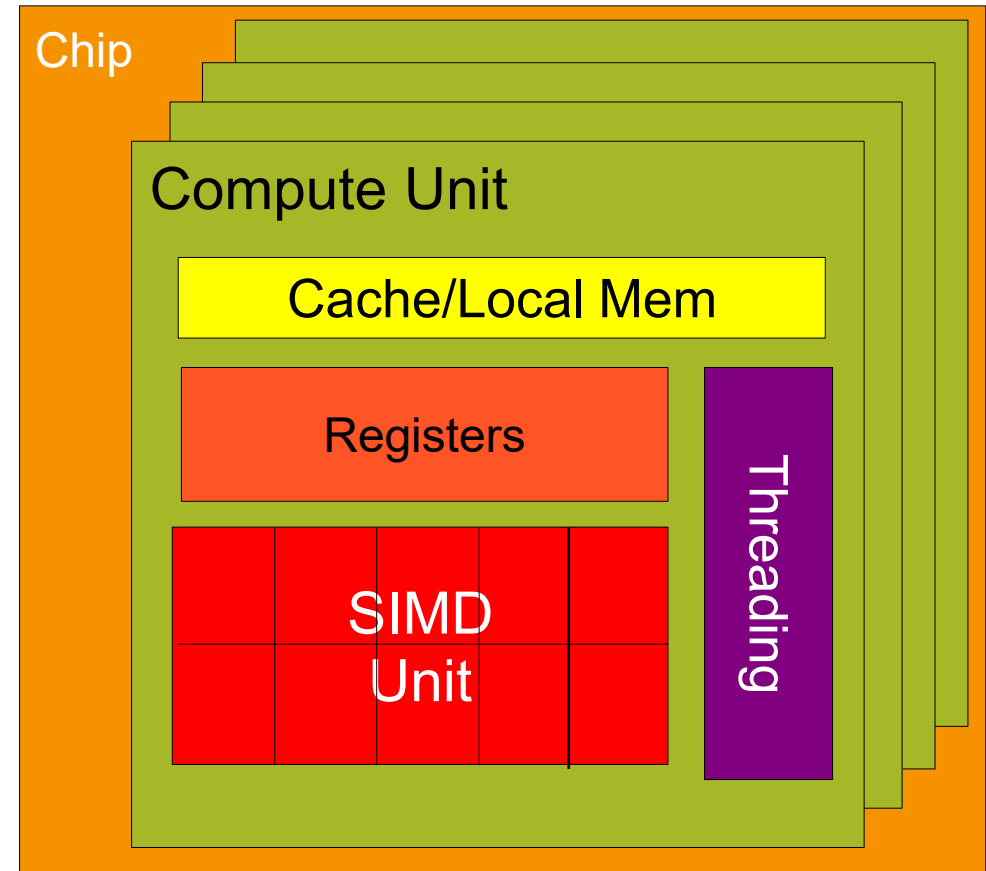 Chip
Compute Unit
Cache/Local Mem
Registers
Threading
SIMD
Unit